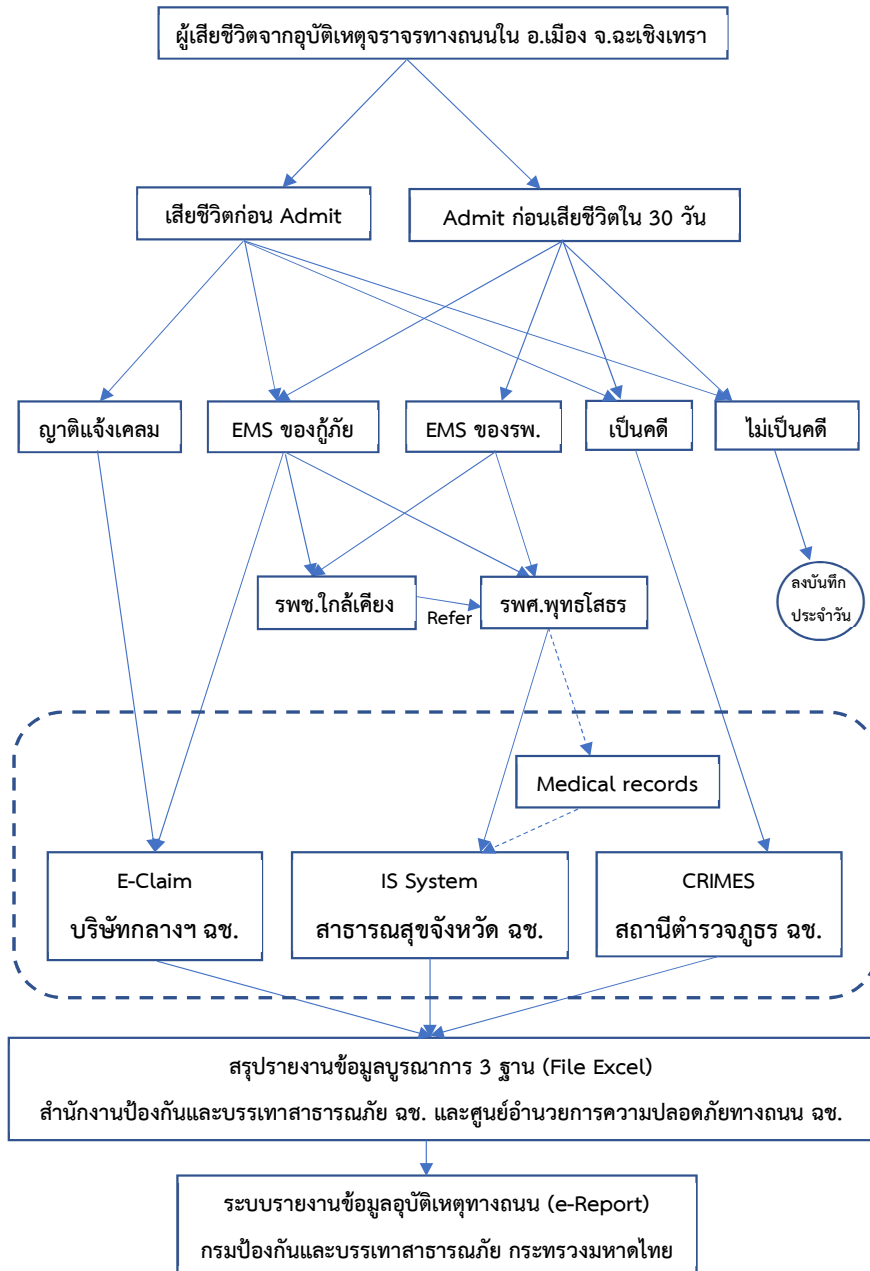 ผู้เสียชีวิตจากอุบัติเหตุจราจรทางถนนใน อ.เมือง จ.ฉะเชิงเทรา
เสียชีวิตก่อน Admit
Admit ก่อนเสียชีวิตใน 30 วัน
ญาติแจ้งเคลม
EMS ของกู้ภัย
EMS ของรพ.
เป็นคดี
ไม่เป็นคดี
ลงบันทึก
ประจำวัน
รพช.ใกล้เคียง
Refer
รพศ.พุทธโสธร
Medical records
E-Claim
บริษัทกลางฯ ฉช.
IS System
สาธารณสุขจังหวัด ฉช.
CRIMES
สถานีตำรวจภูธร ฉช.
สรุปรายงานข้อมูลบูรณาการ 3 ฐาน (File Excel)
สำนักงานป้องกันและบรรเทาสาธารณภัย ฉช. และศูนย์อำนวยการความปลอดภัยทางถนน ฉช.
ระบบรายงานข้อมูลอุบัติเหตุทางถนน (e-Report)
กรมป้องกันและบรรเทาสาธารณภัย กระทรวงมหาดไทย